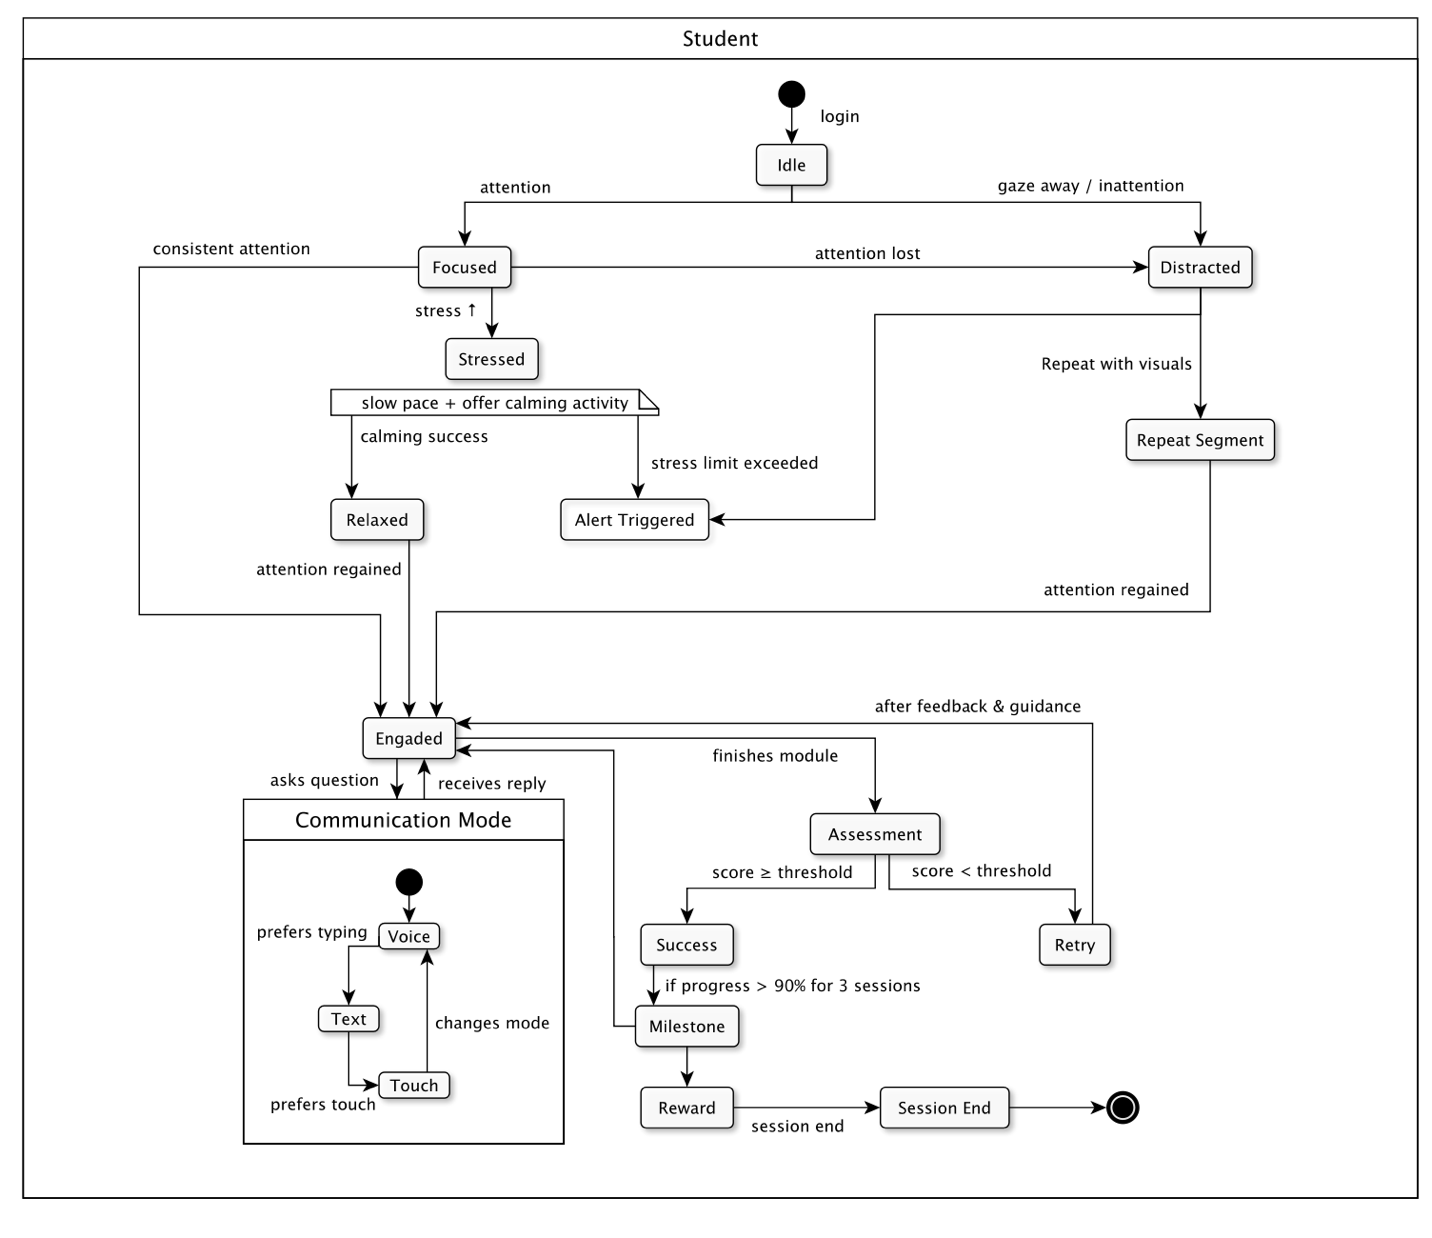 Student
login
Idle
attention
gaze away / inattention
consistent attention
Focused
attention lost
Distracted
stress ↑
Stressed
Repeat with visuals
slow pace + offer calming activity
calming success
Repeat Segment
stress limit exceeded
Relaxed
Alert Triggered
attention regained
attention regained
after feedback & guidance
Engaded
finishes module
asks question
receives reply
Communication Mode
Assessment
score ≥ threshold
score < threshold
prefers typing
Voice
Success
Retry
if progress > 90% for 3 sessions
Text
changes mode
Milestone
Touch
prefers touch
Reward
session end
Session End